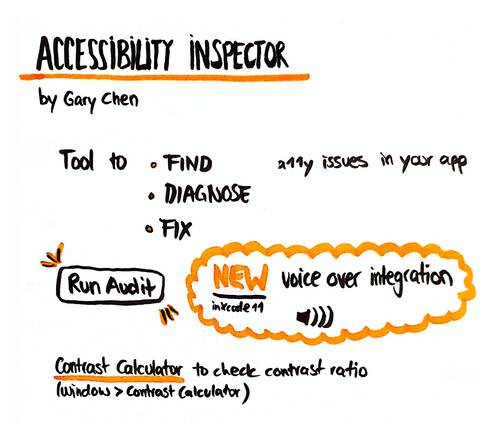 ACCESSIBILITY INSPECTOR
by Gary Chen
Tool to • FIND a11y issues in your app
• DIAGNOSE
• FIX
Run Audit
NEW voice over integration
in xcode 11
Contrast Calculator to check contrast ratio
(Window > Contrast Calculator)